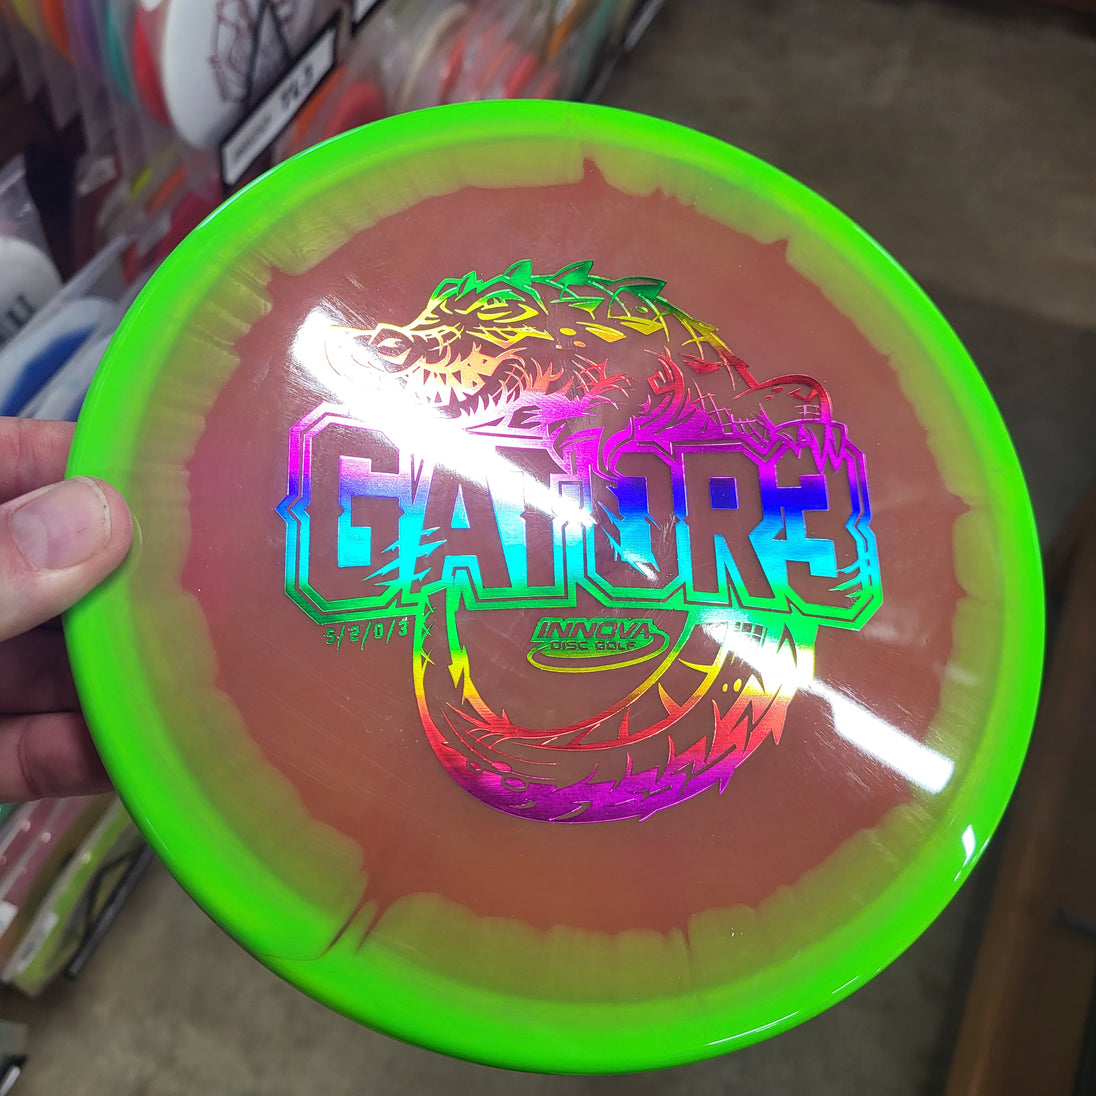 GATOR3
5/2/0/3
INNOVA
DISC GOLF